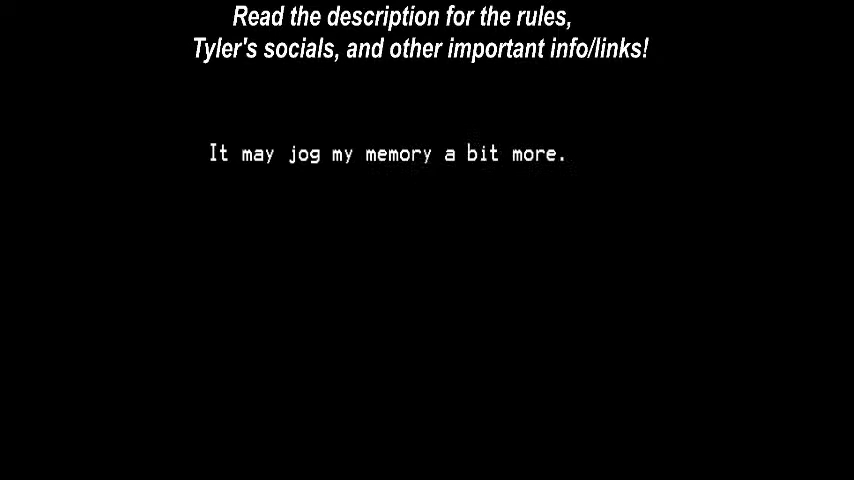 Read the description for the rules,
Tyler's socials, and other important info/links!
It may jog my memory a bit more.